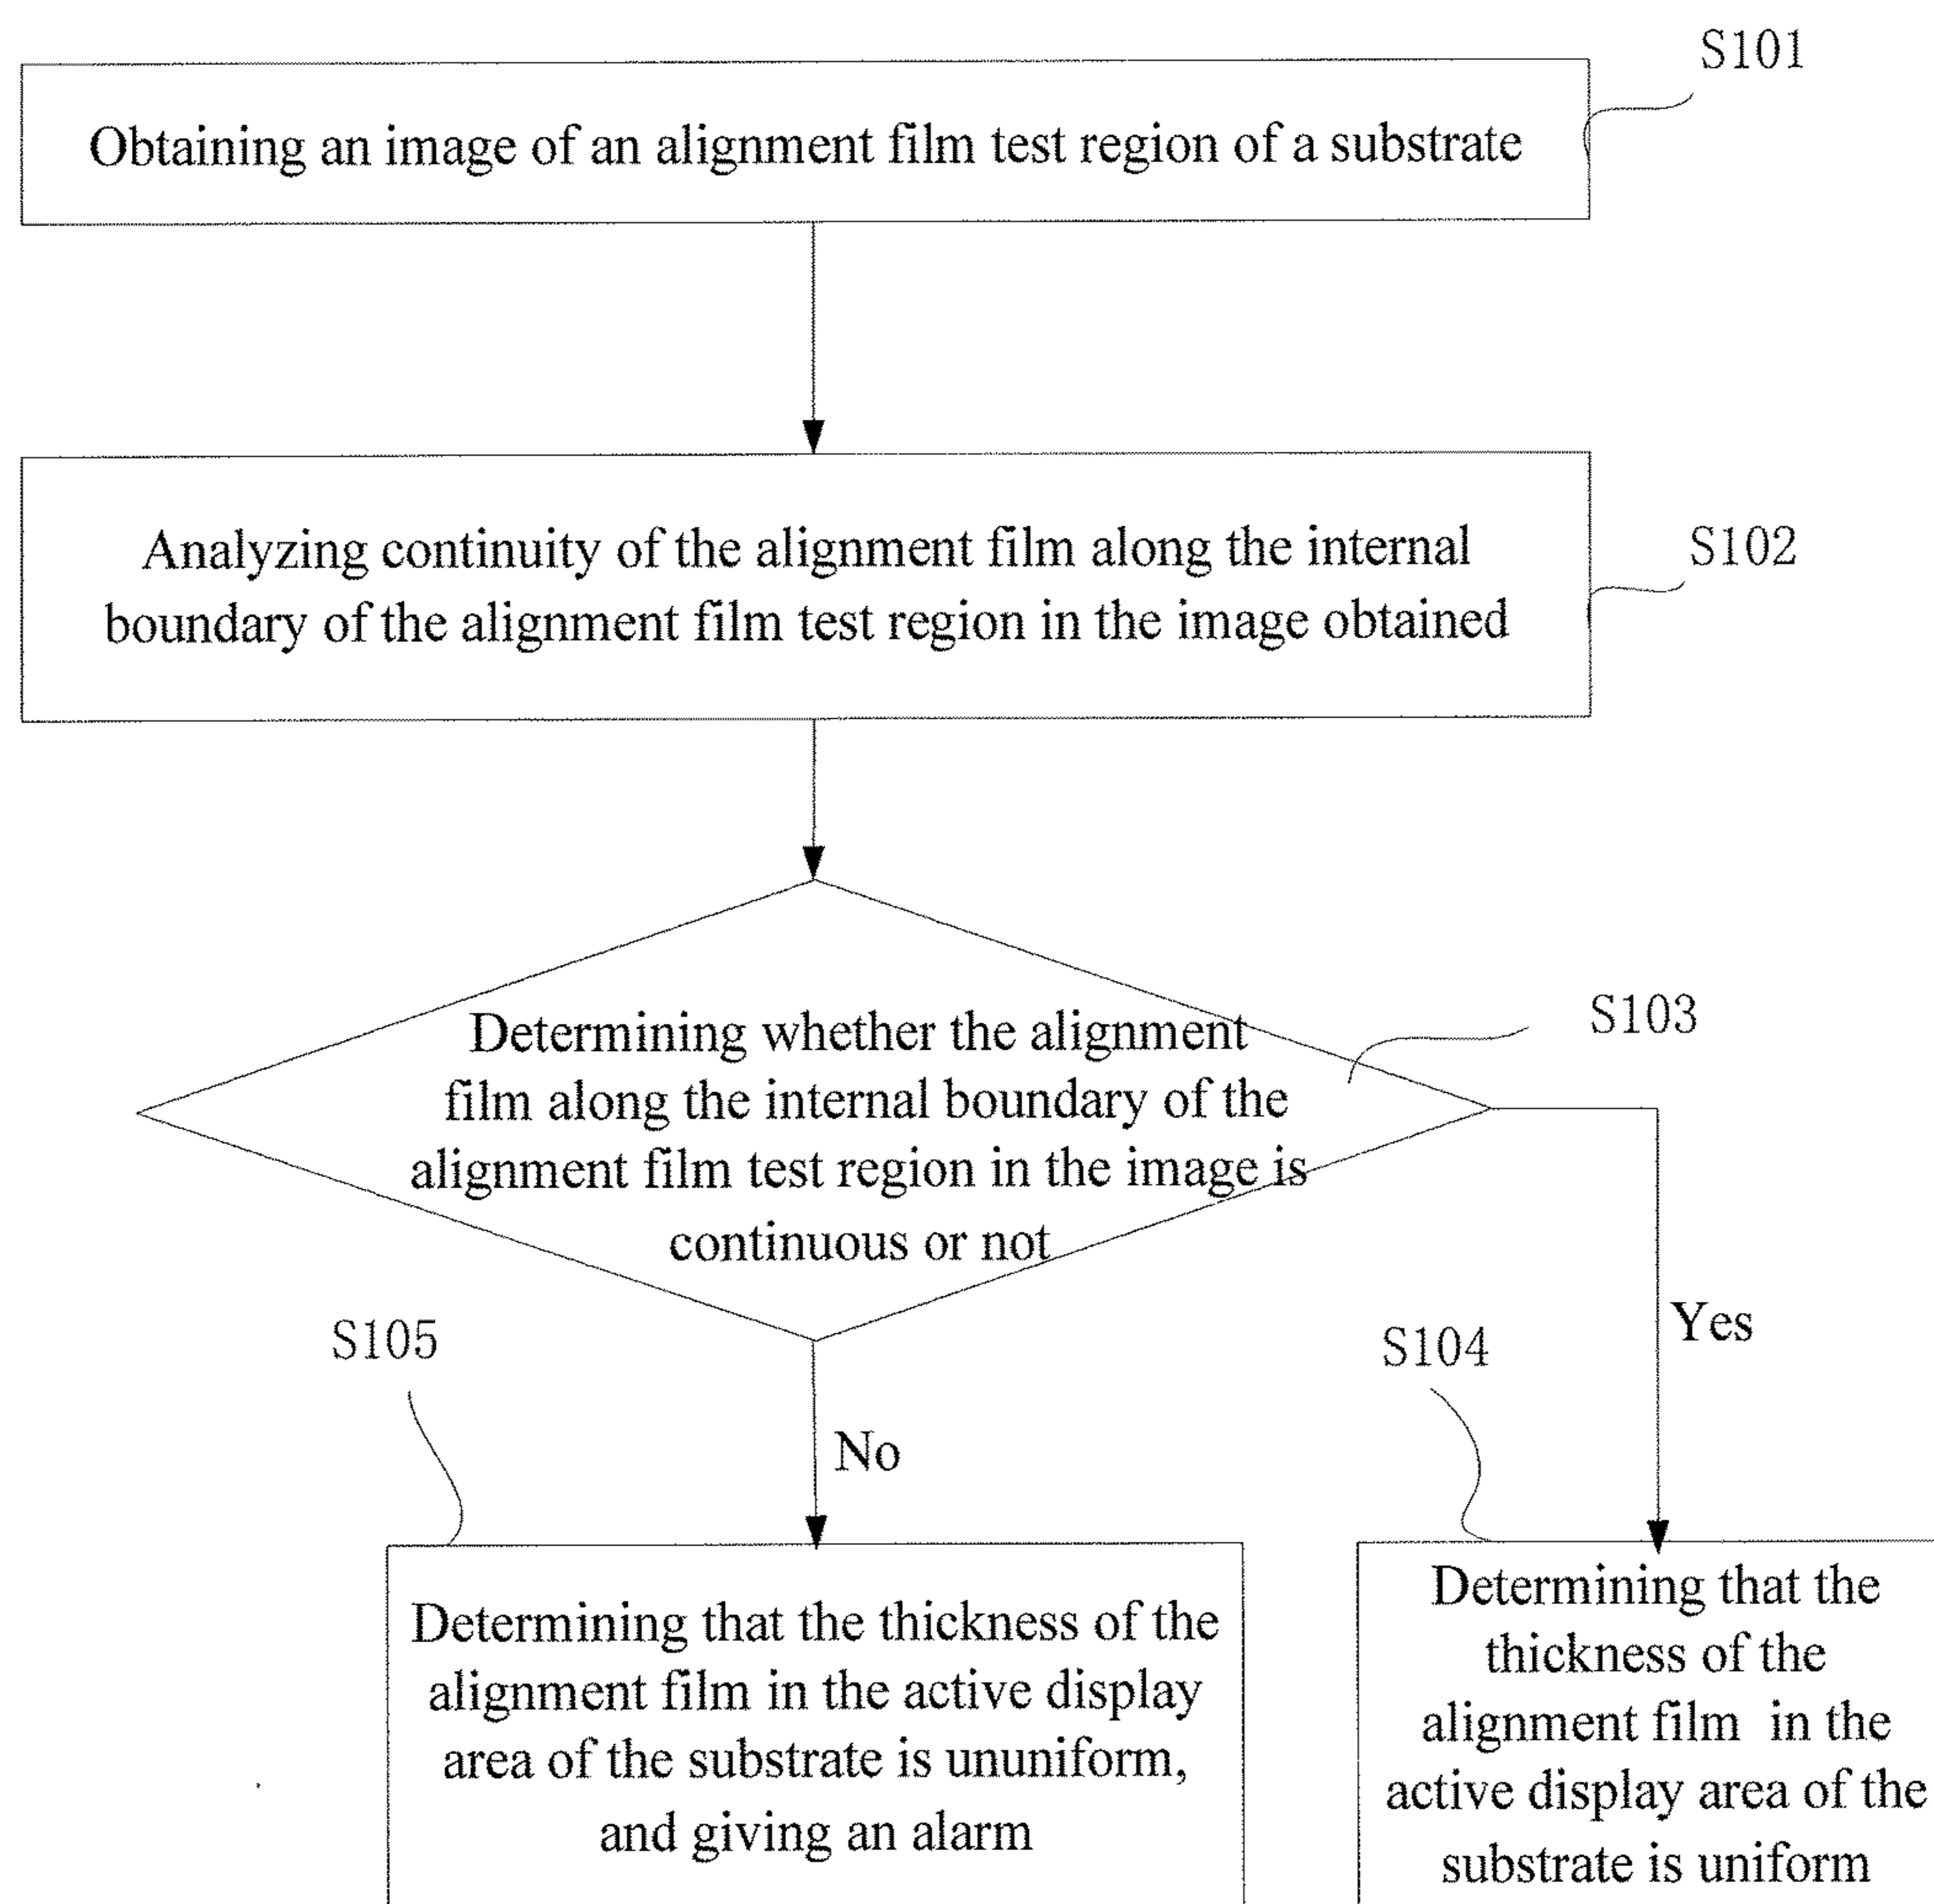 S101
Obtaining an image of an alignment film test region of a substrate
Analyzing continuity of the alignment film along the internal
boundary of the alignment film test region in the image obtained
S102
Determining whether the alignment
film along the internal boundary of the
alignment film test region in the image is
continuous or not
S103
Yes
No
S105
Determining that the thickness of the
alignment film in the active display
area of the substrate is ununiform,
and giving an alarm
S104
Determining that the
thickness of the
alignment film in the
active display area of the
substrate is uniform